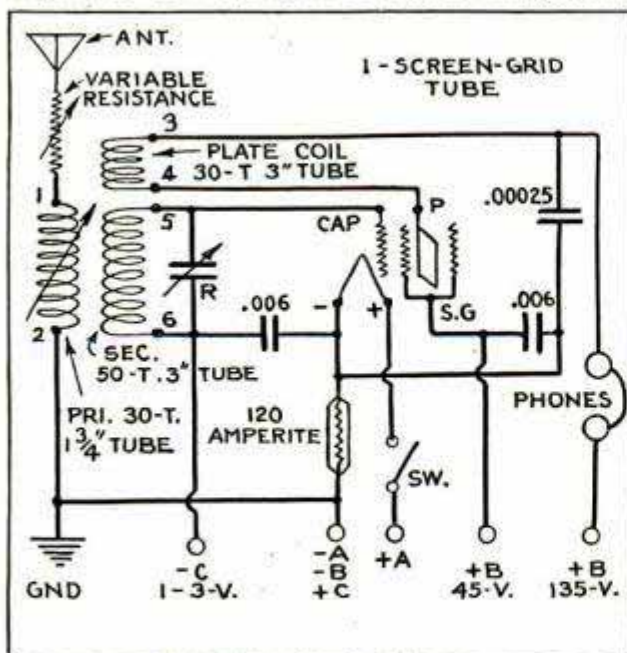 ANT.
VARIABLE
RESISTANCE
1-SCREEN-GRID
TUBE
3
PLATE COIL
30-T 3" TUBE
4
1
5
CAP
P
.00025
R
-
+
.006
S.G
.006
2
6
SEC.
50-T. 3" TUBE
PRI. 30-T.
1 3/4" TUBE
120
AMPERITE
SW.
PHONES
GND
-C
1-3-V.
-A
-B
+C
+A
+B
45-V.
+B
135-V.